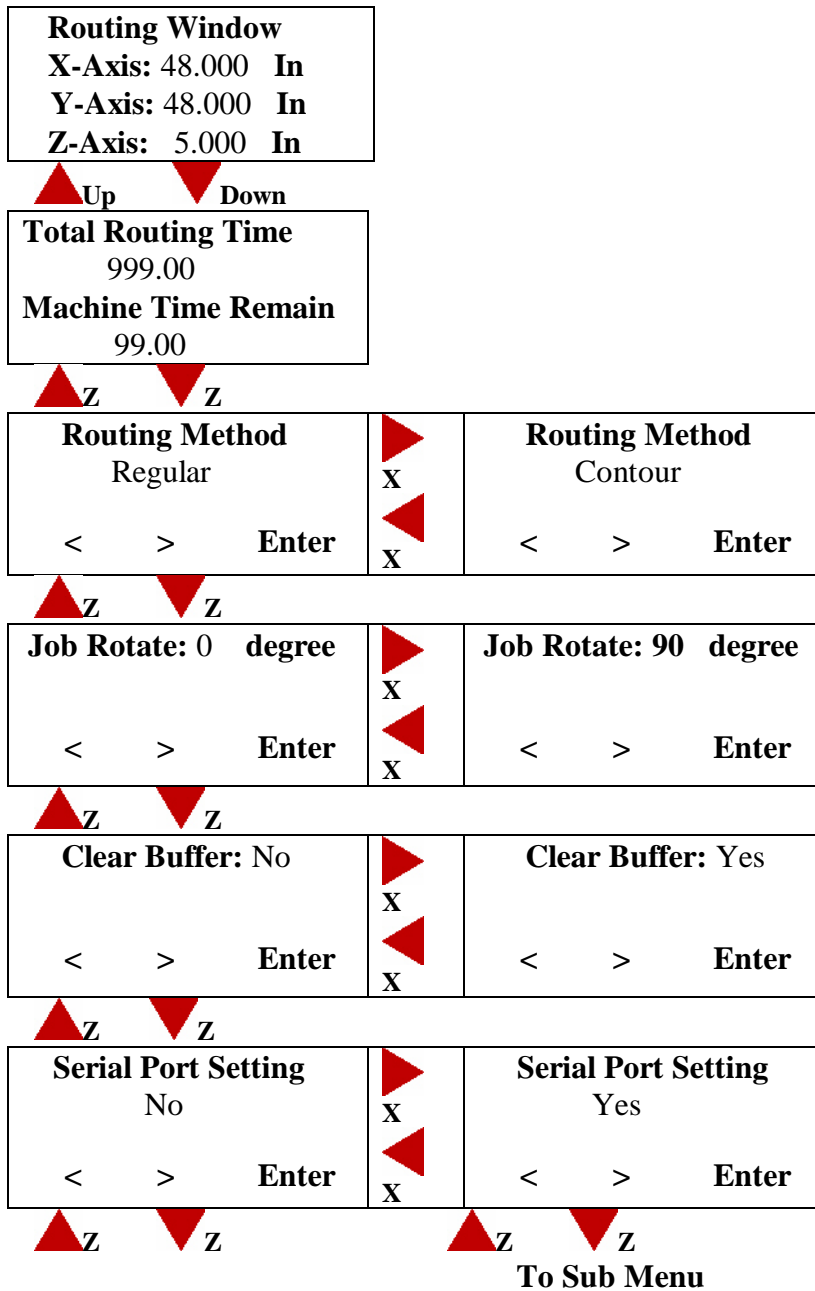 Routing Window
X-Axis: 48.000 In
Y-Axis: 48.000 In
Z-Axis: 5.000 In
Up Down
Total Routing Time
999.00
Machine Time Remain
99.00
Z Z
Routing Method
Regular
< > Enter
X
X
Routing Method
Contour
< > Enter
Z Z
Job Rotate: 0 degree
< > Enter
X
X
Job Rotate: 90 degree
< > Enter
Z Z
Clear Buffer: No
< > Enter
X
X
Clear Buffer: Yes
< > Enter
Z Z
Serial Port Setting
No
< > Enter
X
X
Serial Port Setting
Yes
< > Enter
Z Z
Z Z
To Sub Menu